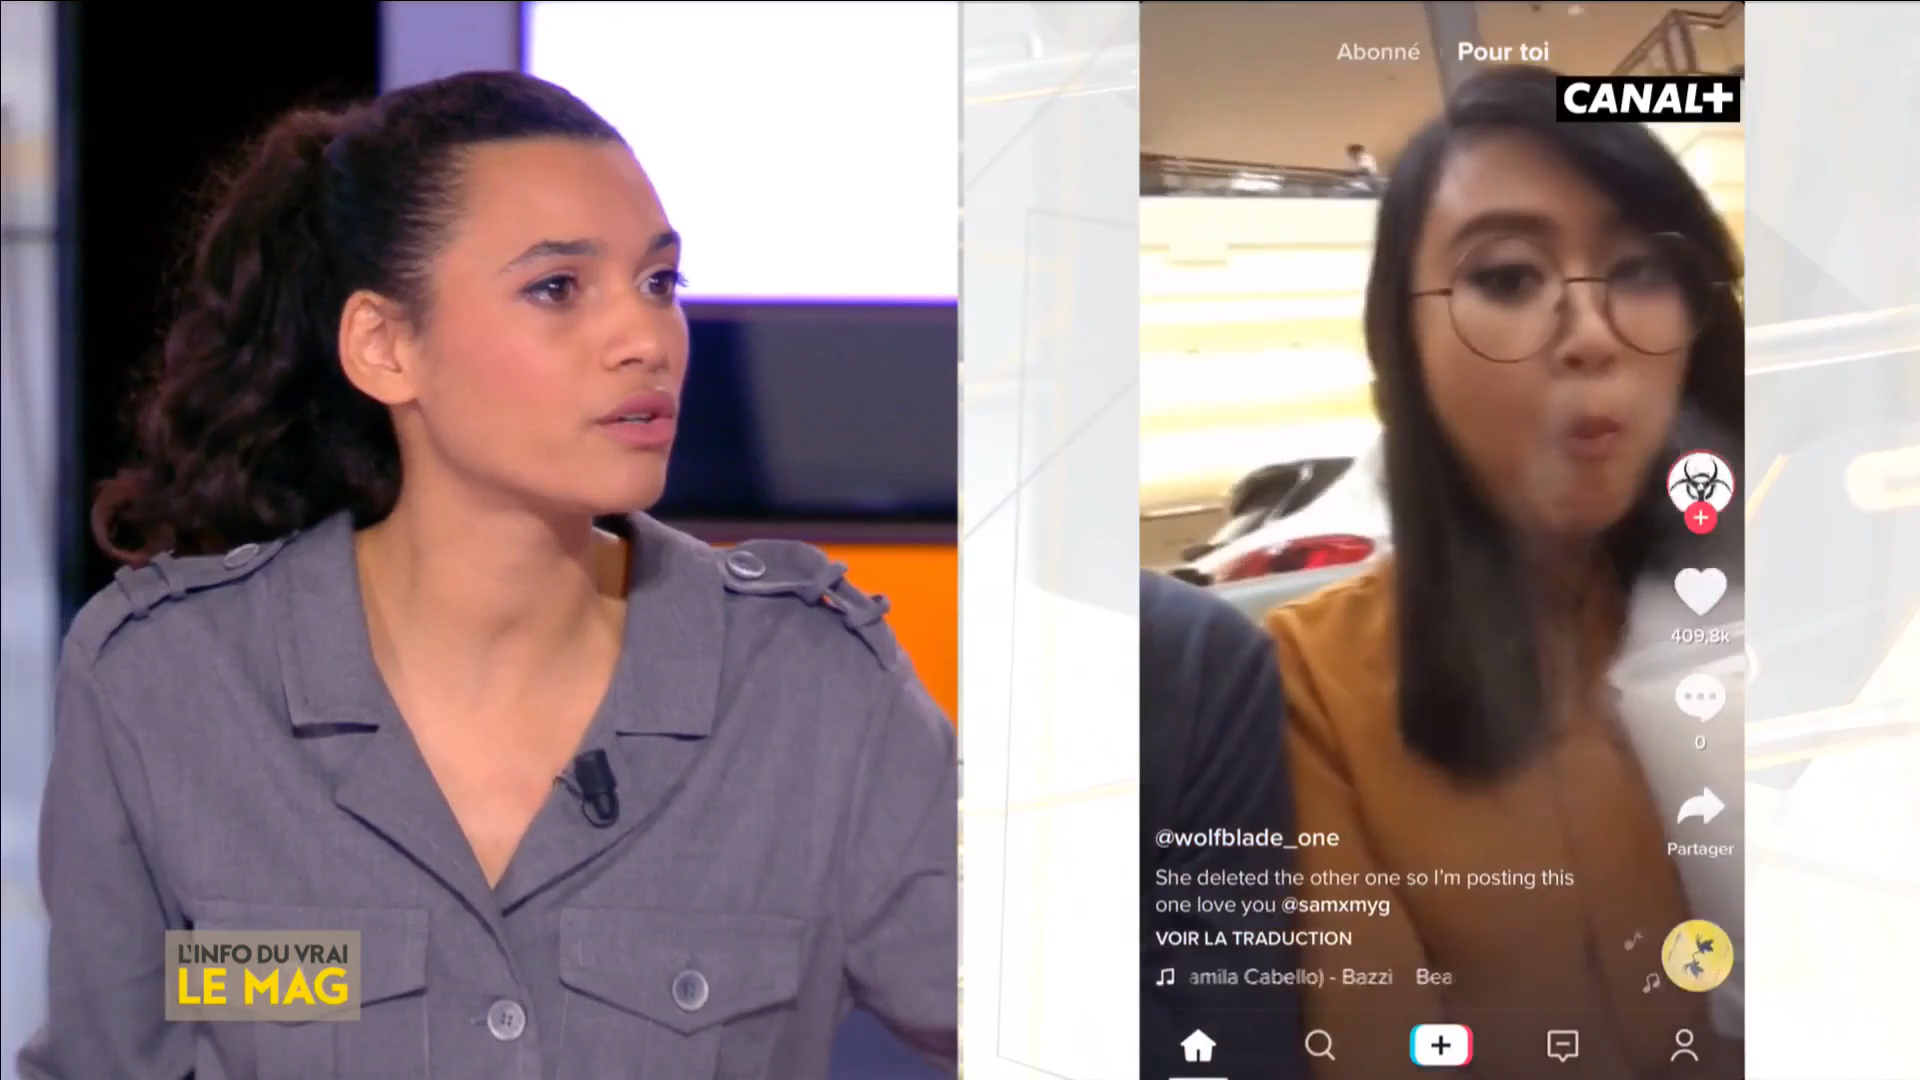 Abonné Pour toi
CANAL+
409,8k
0
Partager
@wolfblade_one
She deleted the other one so I'm posting this
one love you @samxmyg
VOIR LA TRADUCTION
amila Cabello) - Bazzi Bea
L'INFO DU VRAI
LE MAG